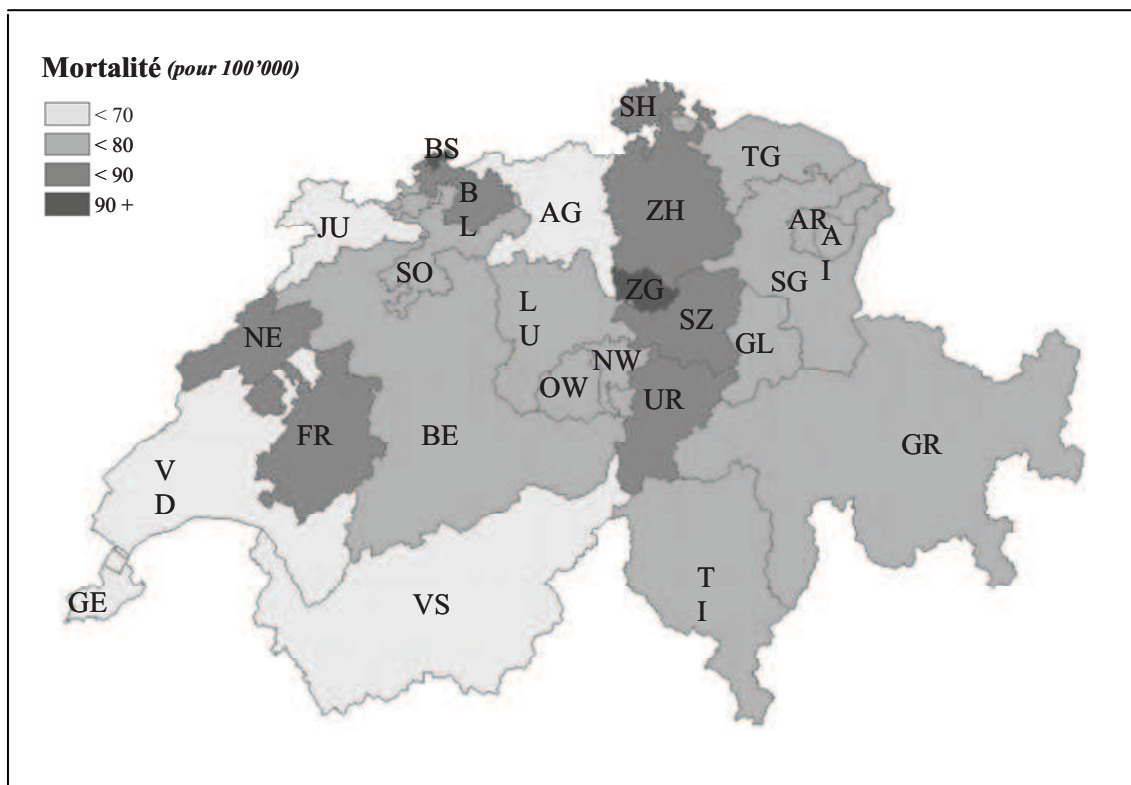 Mortalité (pour 100’000)
< 70
< 80
< 90
90 +
SH
BS
TG
B
L
AG
ZH
JU
AR
A
I
SO
SG
ZG
L
U
SZ
NE
GL
NW
OW
UR
FR
BE
GR
V
D
T
I
GE
VS